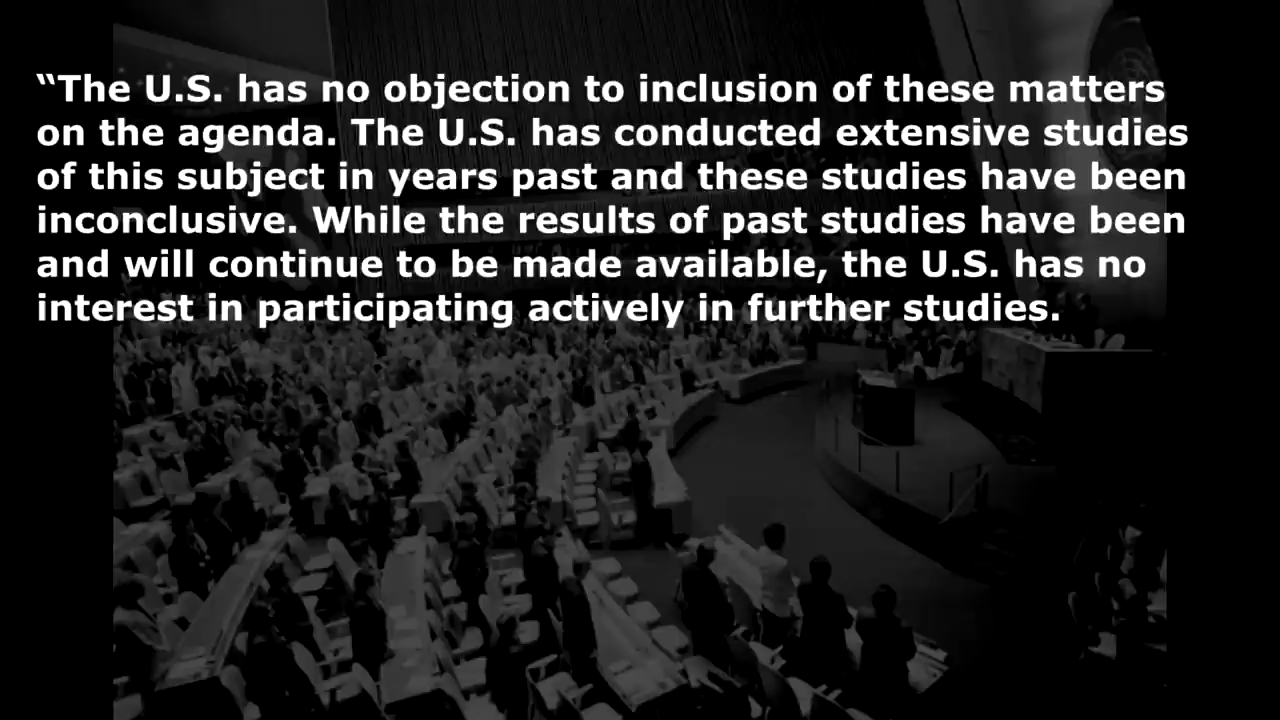 “The U.S. has no objection to inclusion of these matters
on the agenda. The U.S. has conducted extensive studies
of this subject in years past and these studies have been
inconclusive. While the results of past studies have been
and will continue to be made available, the U.S. has no
interest in participating actively in further studies.